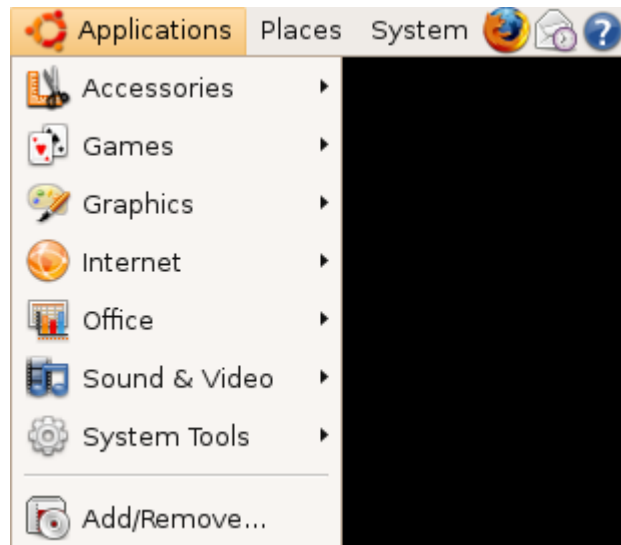 Applications Places System
Accessories
Games
Graphics
Internet
Office
Sound & Video
System Tools
Add/Remove...